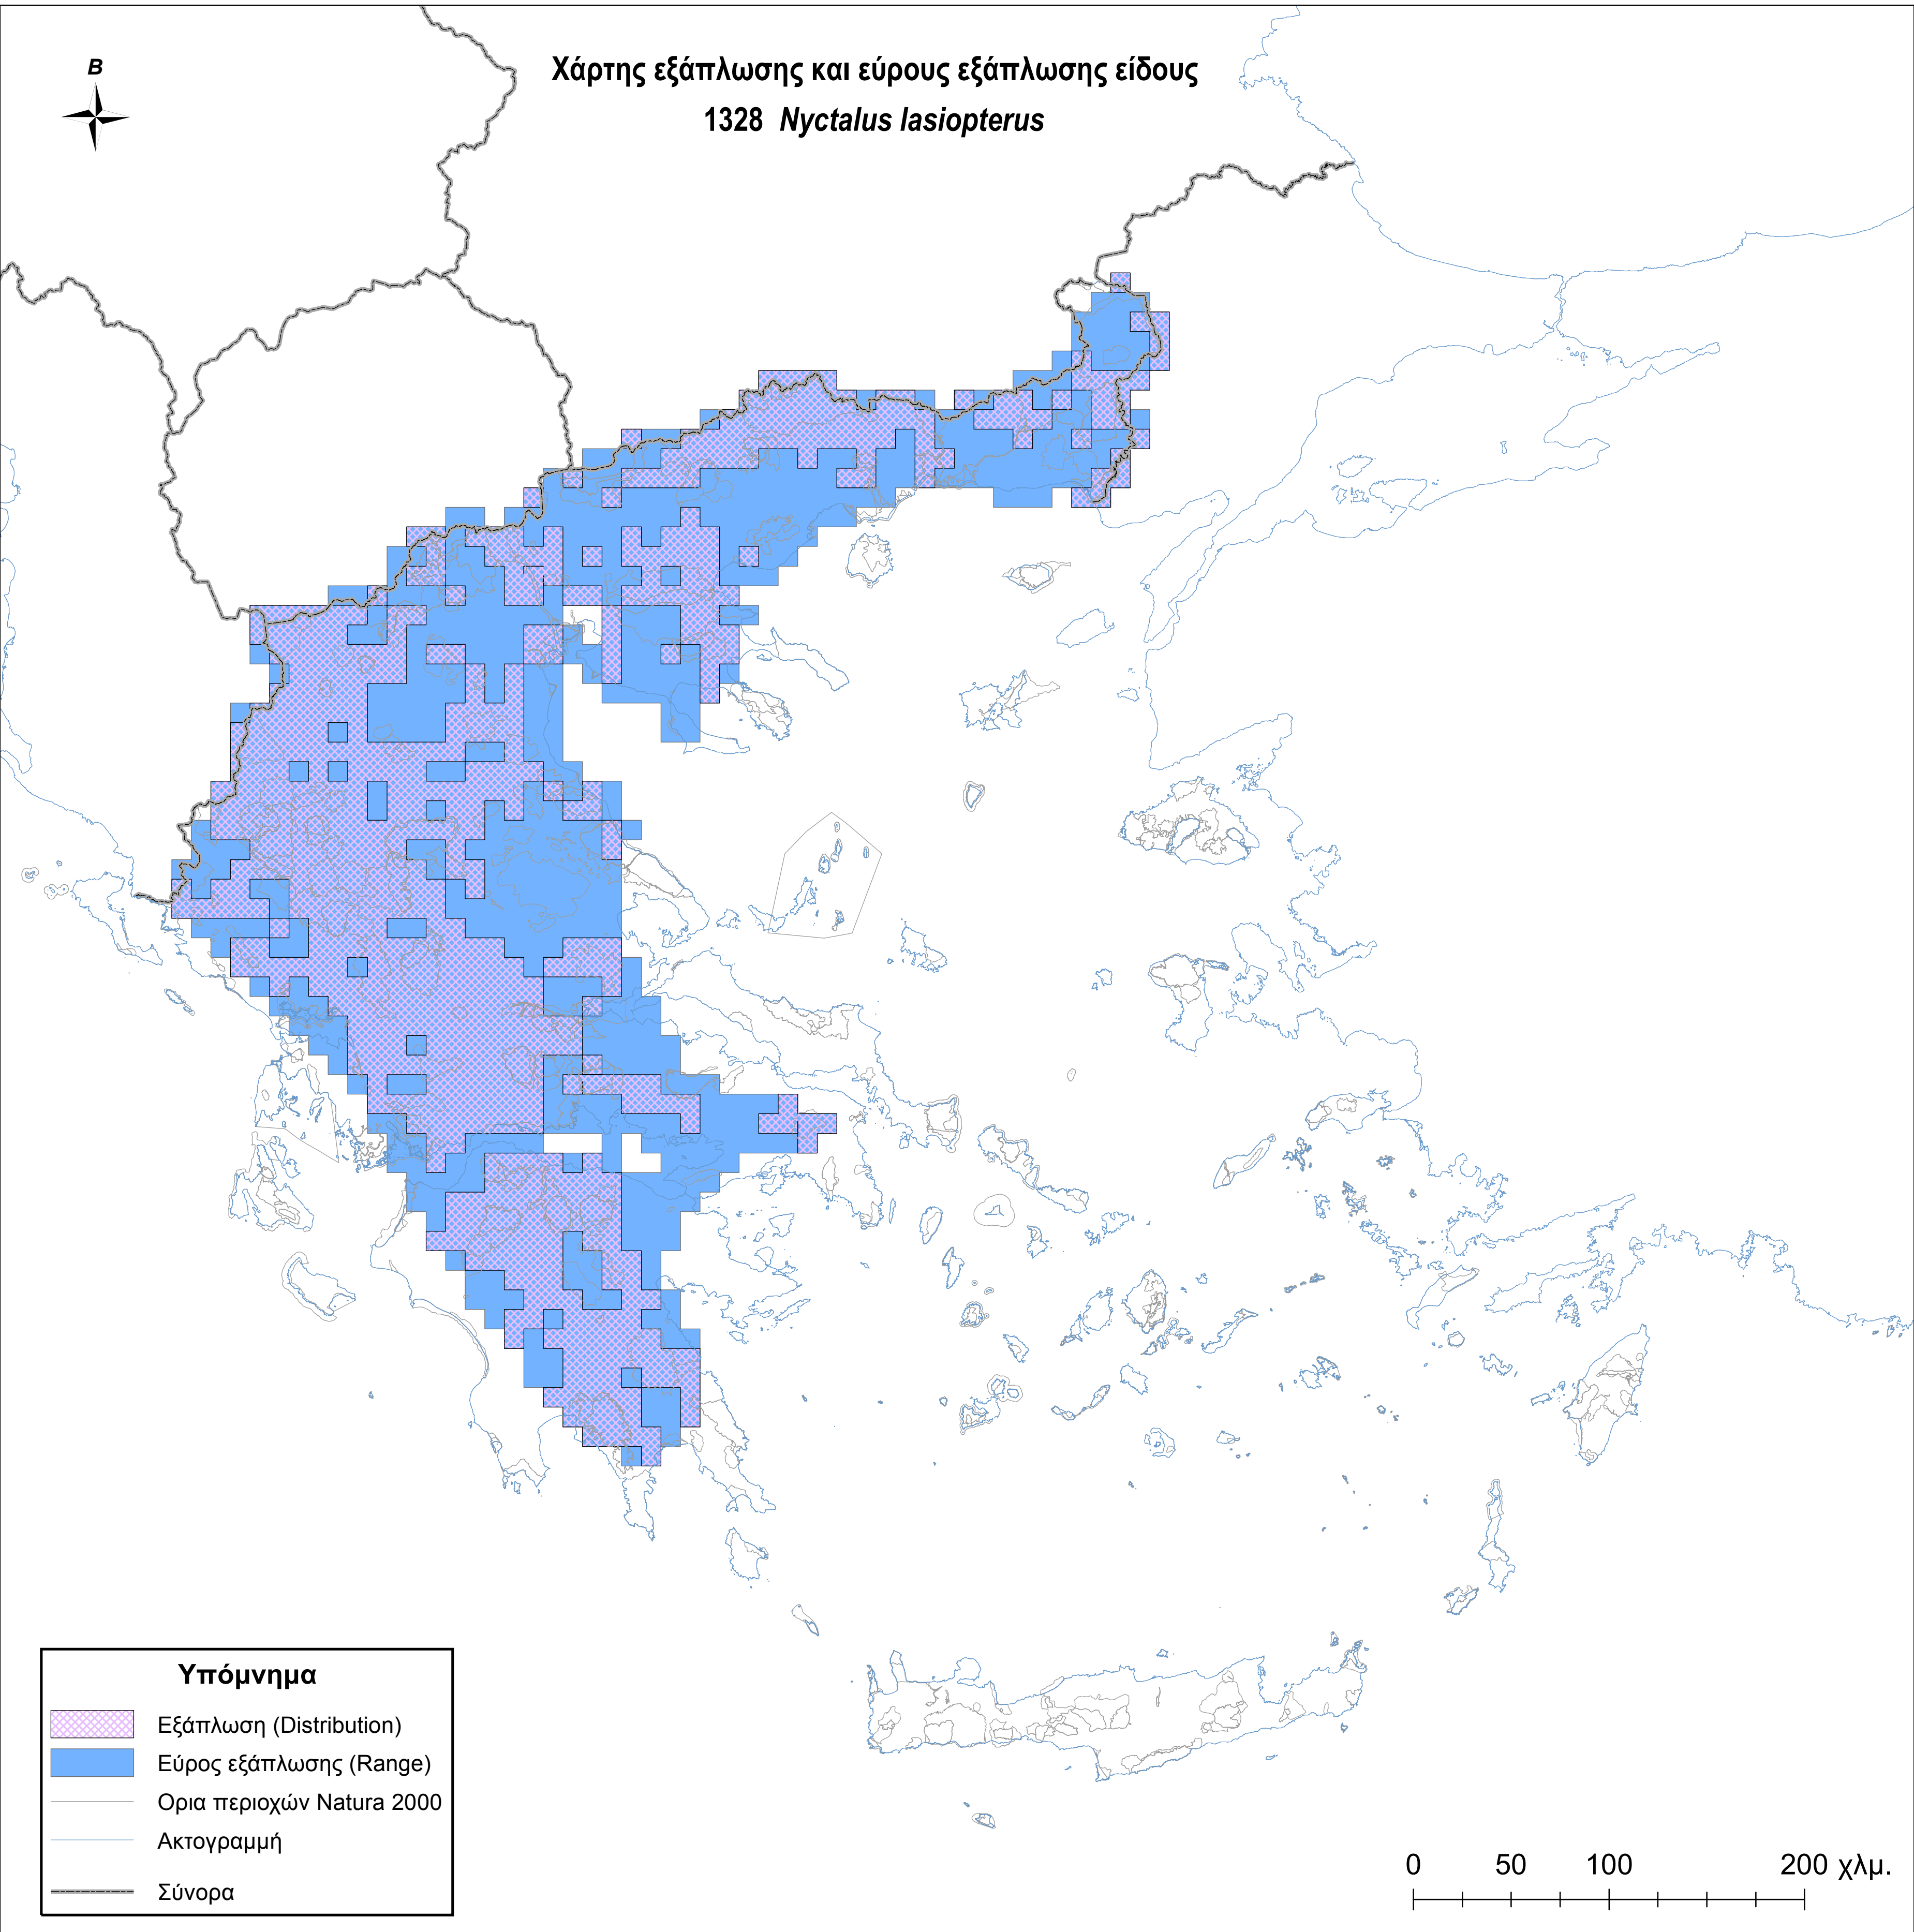 B
Χάρτης εξάπλωσης και εύρους εξάπλωσης είδους
1328 Nyctalus lasiopterus
Υπόμνημα
Εξάπλωση (Distribution)
Εύρος εξάπλωσης (Range)
Ορια περιοχών Natura 2000
Ακτογραμμή
Σύνορα
0 50 100 200 χλμ.